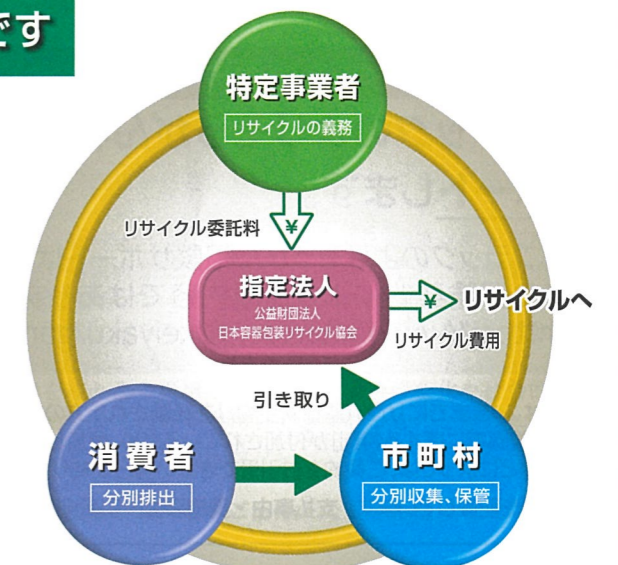 です
特定事業者
リサイクルの義務
リサイクル委託料
¥
指定法人
公益財団法人
日本容器包装リサイクル協会
¥
リサイクルへ
リサイクル費用
引き取り
消費者
分別排出
市町村
分別収集、保管